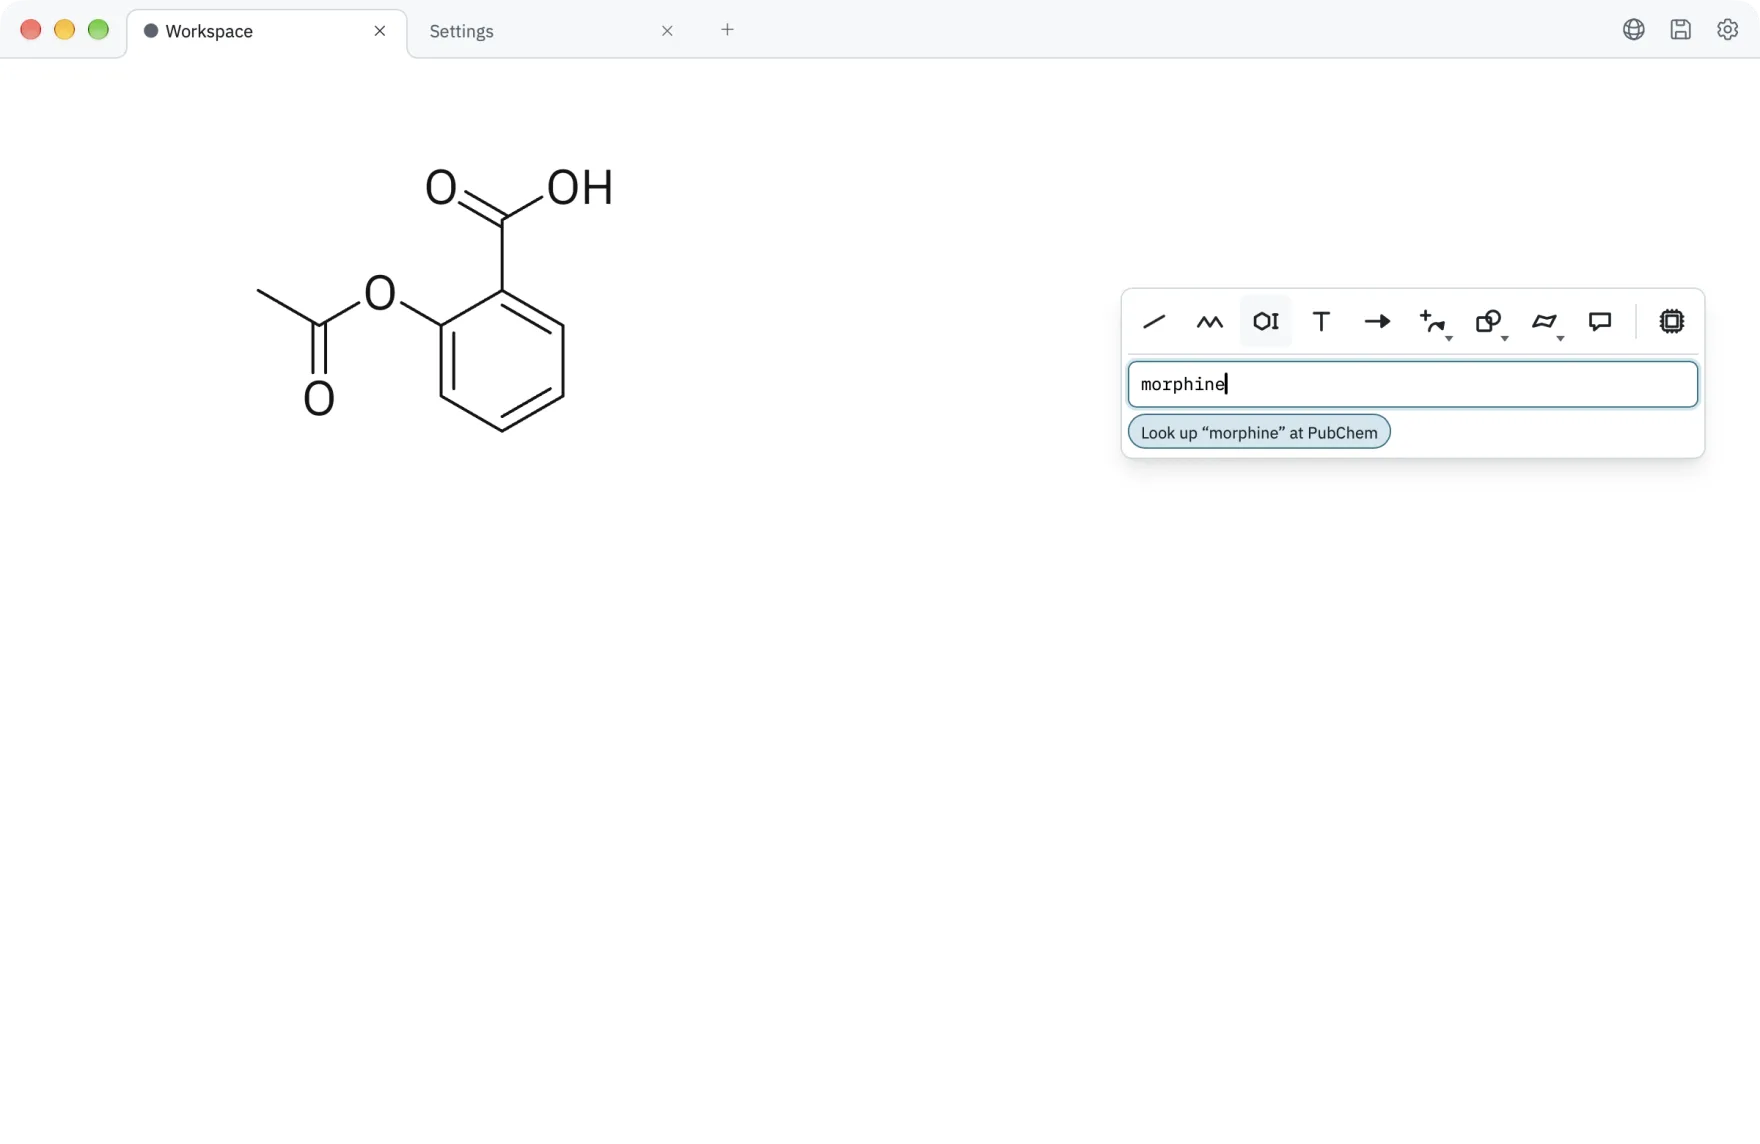 Workspace
Settings
O
OH
O
O
T
morphine
Look up “morphine” at PubChem